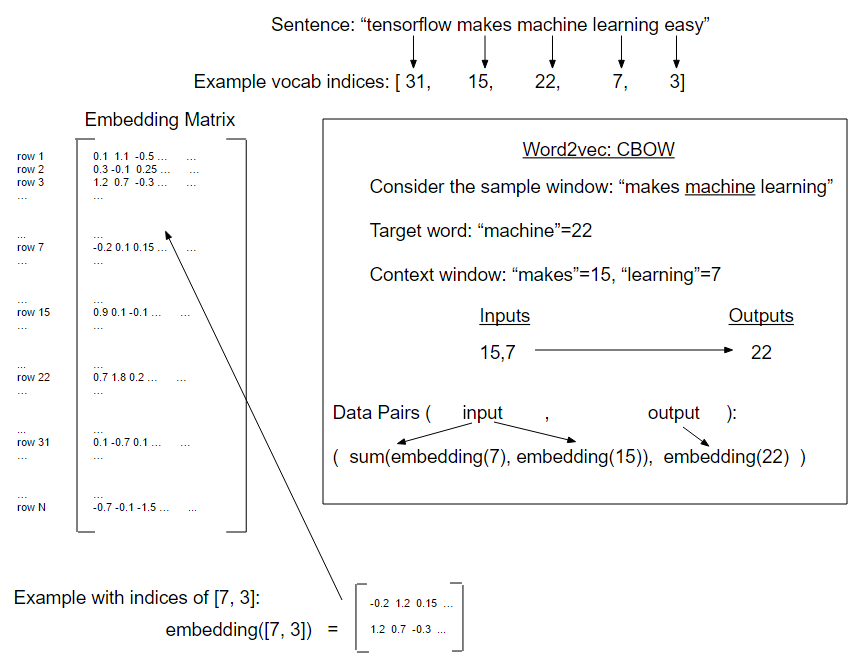 Sentence: “tensorflow makes machine learning easy”
Example vocab indices: [ 31, 15, 22, 7, 3]
Embedding Matrix
row 1 0.1 1.1 -0.5 ... ...
row 2 0.3 -0.1 0.25 ... ...
row 3 1.2 0.7 -0.3 ... ...
... ...
... ...
row 7 -0.2 0.1 0.15 ... ...
... ...
... ...
row 15 0.9 0.1 -0.1 ... ...
... ...
... ...
row 22 0.7 1.8 0.2 ... ...
... ...
... ...
row 31 0.1 -0.7 0.1 ... ...
... ...
... ...
row N -0.7 -0.1 -1.5 ... ...
Word2vec: CBOW
Consider the sample window: “makes machine learning”
Target word: “machine”=22
Context window: “makes”=15, “learning”=7
Inputs Outputs
15,7 22
Data Pairs ( input , output ):
( sum(embedding(7), embedding(15)), embedding(22) )
Example with indices of [7, 3]:
embedding([7, 3]) =
-0.2 1.2 0.15 ...
1.2 0.7 -0.3 ...